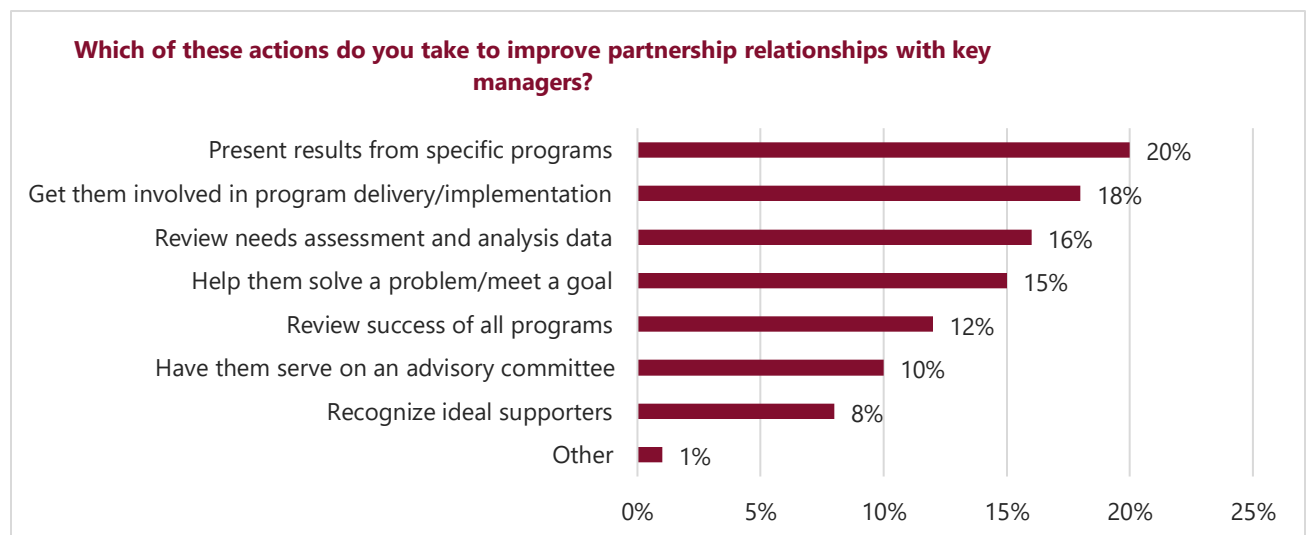 Which of these actions do you take to improve partnership relationships with key
managers?
Present results from specific programs 20%
Get them involved in program delivery/implementation 18%
Review needs assessment and analysis data 16%
Help them solve a problem/meet a goal 15%
Review success of all programs 12%
Have them serve on an advisory committee 10%
Recognize ideal supporters 8%
Other 1%
0% 5% 10% 15% 20% 25%